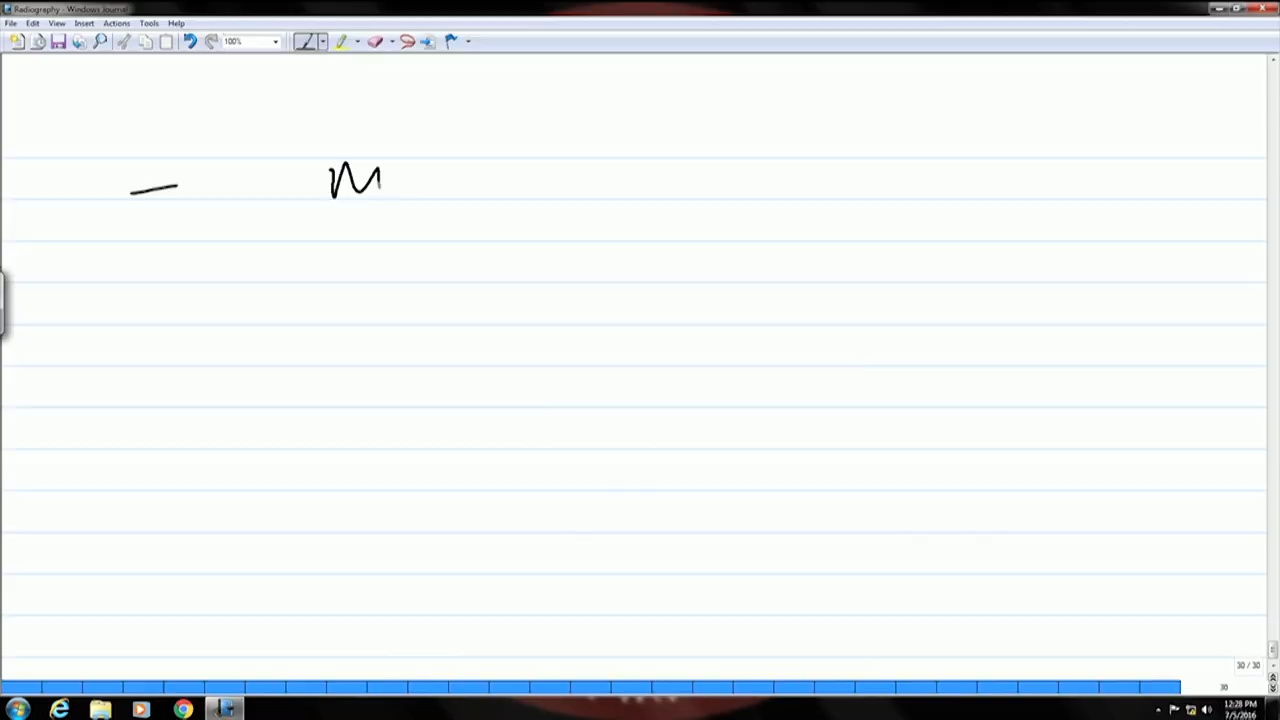 Radiography - Windows Journal
File Edit View Insert Actions Tools Help
100%
— M
30 / 30
30
12:28 PM
7/5/2016